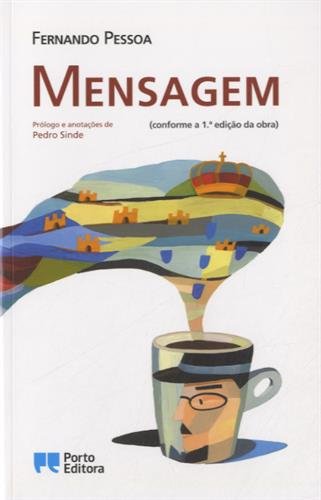 FERNANDO PESSOA
MENSAGEM
Prólogo e anotações de
Pedro Sinde
(conforme a 1.ª edição da obra)
Porto
Editora